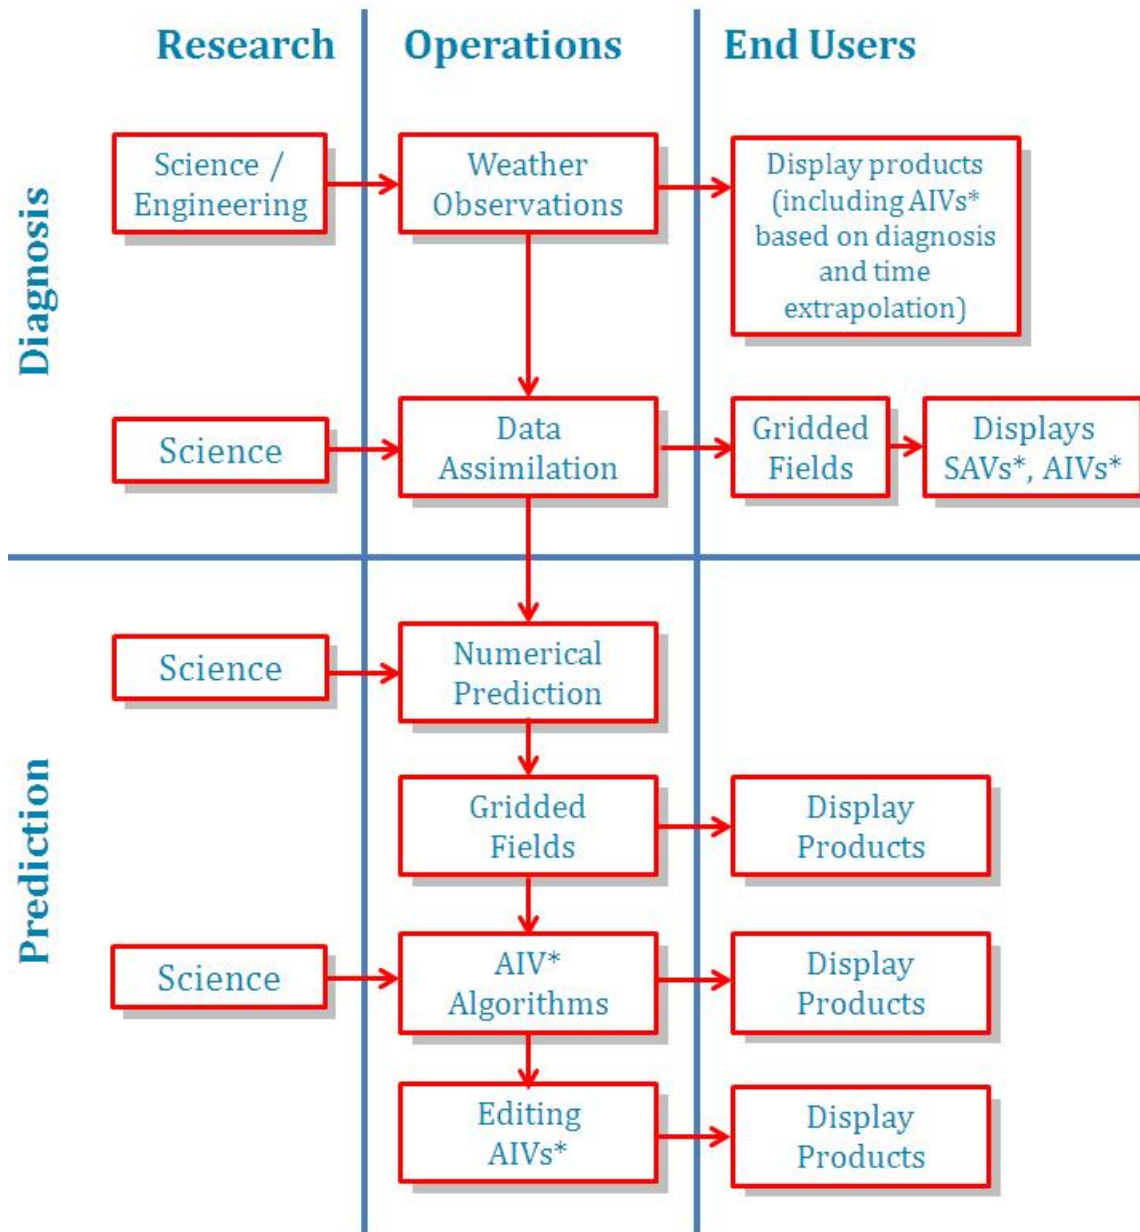 Research
Operations
End Users
Diagnosis
Science /
Engineering
Weather
Observations
Display products
(including AIVs*
based on diagnosis
and time
extrapolation)
Science
Data
Assimilation
Gridded
Fields
Displays
SAVs*, AIVs*
Prediction
Science
Numerical
Prediction
Gridded
Fields
Display
Products
Science
AIV*
Algorithms
Display
Products
Editing
AIVs*
Display
Products